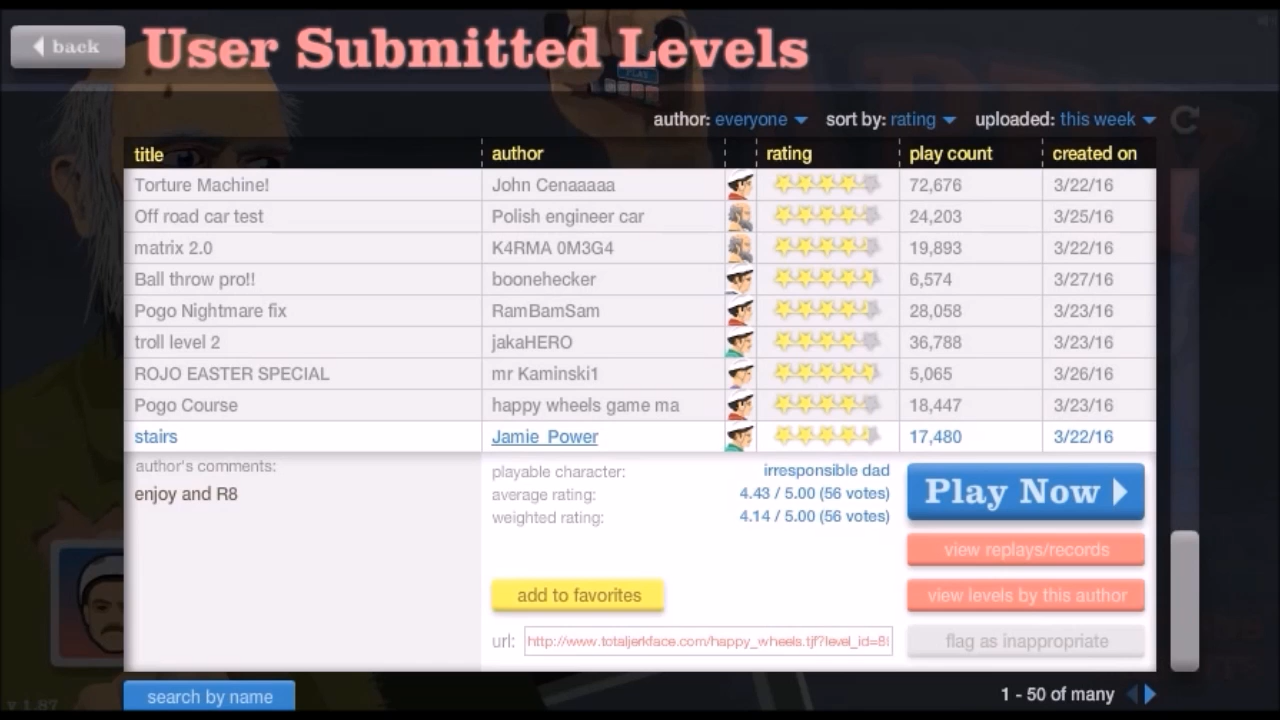 back
User Submitted Levels
author: everyone sort by: rating uploaded: this week
title author rating play count created on
Torture Machine! John Cenaaaaa 72,676 3/22/16
Off road car test Polish engineer car 24,203 3/25/16
matrix 2.0 K4RMA 0M3G4 19,893 3/22/16
Ball throw pro!! boonehecker 6,574 3/27/16
Pogo Nightmare fix RamBamSam 28,058 3/23/16
troll level 2 jakaHERO 36,788 3/23/16
ROJO EASTER SPECIAL mr Kaminski1 5,065 3/26/16
Pogo Course happy wheels game ma 18,447 3/23/16
stairs Jamie_Power 17,480 3/22/16
author's comments:
enjoy and R8
playable character: irresponsible dad
average rating: 4.43 / 5.00 (56 votes)
weighted rating: 4.14 / 5.00 (56 votes)
Play Now
view replays/records
add to favorites
view levels by this author
url: http://www.totaljerkface.com/happy_wheels.tjf?level_id=8
flag as inappropriate
search by name
1 - 50 of many
v 1.87